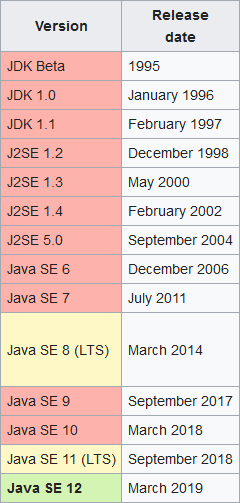 Version Release
date
JDK Beta 1995
JDK 1.0 January 1996
JDK 1.1 February 1997
J2SE 1.2 December 1998
J2SE 1.3 May 2000
J2SE 1.4 February 2002
J2SE 5.0 September 2004
Java SE 6 December 2006
Java SE 7 July 2011
Java SE 8 (LTS) March 2014
Java SE 9 September 2017
Java SE 10 March 2018
Java SE 11 (LTS) September 2018
Java SE 12 March 2019